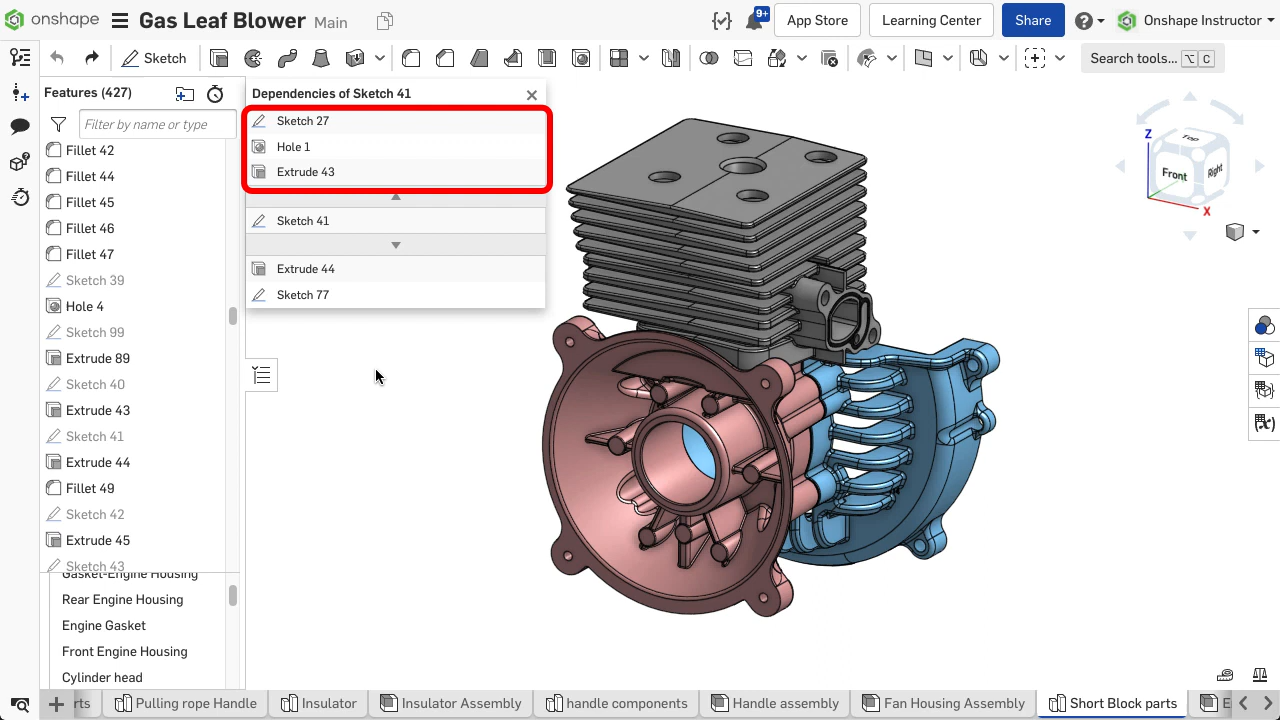 onshape Gas Leaf Blower Main 9+ App Store Learning Center Share Onshape Instructor
Sketch Search tools... ⌥ C
Features (427)
Filter by name or type
Fillet 42
Fillet 44
Fillet 45
Fillet 46
Fillet 47
Sketch 39
Hole 4
Sketch 99
Extrude 89
Sketch 40
Extrude 43
Sketch 41
Extrude 44
Fillet 49
Sketch 42
Extrude 45
Sketch 43
Gasket-Engine Housing
Rear Engine Housing
Engine Gasket
Front Engine Housing
Cylinder head
Dependencies of Sketch 41
Sketch 27
Hole 1
Extrude 43
Sketch 41
Extrude 44
Sketch 77
Z
Top
Front
Right
X
(x)
rts Pulling rope Handle Insulator Insulator Assembly handle components Handle assembly Fan Housing Assembly Short Block parts E